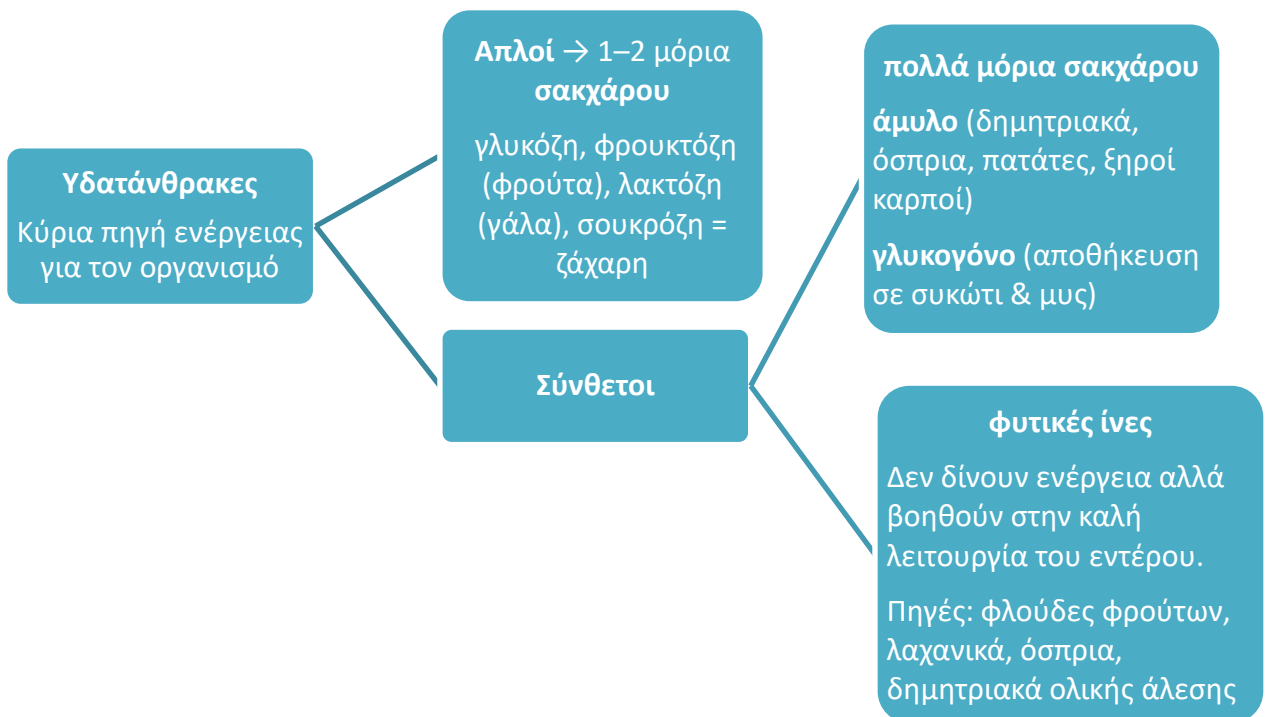 Υδατάνθρακες
Κύρια πηγή ενέργειας
για τον οργανισμό
Απλοί → 1–2 μόρια
σακχάρου
γλυκόζη, φρουκτόζη
(φρούτα), λακτόζη
(γάλα), σουκρόζη =
ζάχαρη
Σύνθετοι
πολλά μόρια σακχάρου
άμυλο (δημητριακά,
όσπρια, πατάτες, ξηροί
καρποί)
γλυκογόνο (αποθήκευση
σε συκώτι & μυς)
φυτικές ίνες
Δεν δίνουν ενέργεια αλλά
βοηθούν στην καλή
λειτουργία του εντέρου.
Πηγές: φλούδες φρούτων,
λαχανικά, όσπρια,
δημητριακά ολικής άλεσης